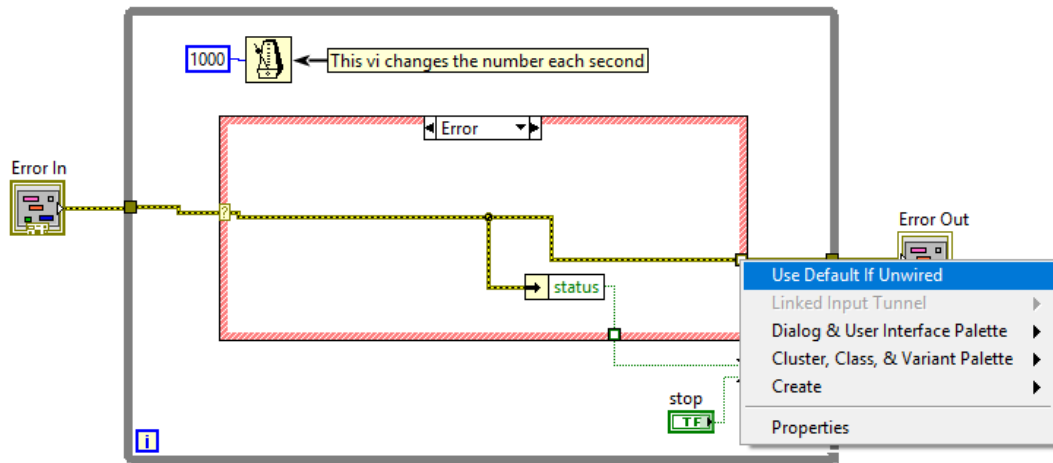 1000
This vi changes the number each second
Error
Error In
?
Error Out
status
Use Default If Unwired
Linked Input Tunnel
Dialog & User Interface Palette
Cluster, Class, & Variant Palette
Create
Properties
stop
TF
i